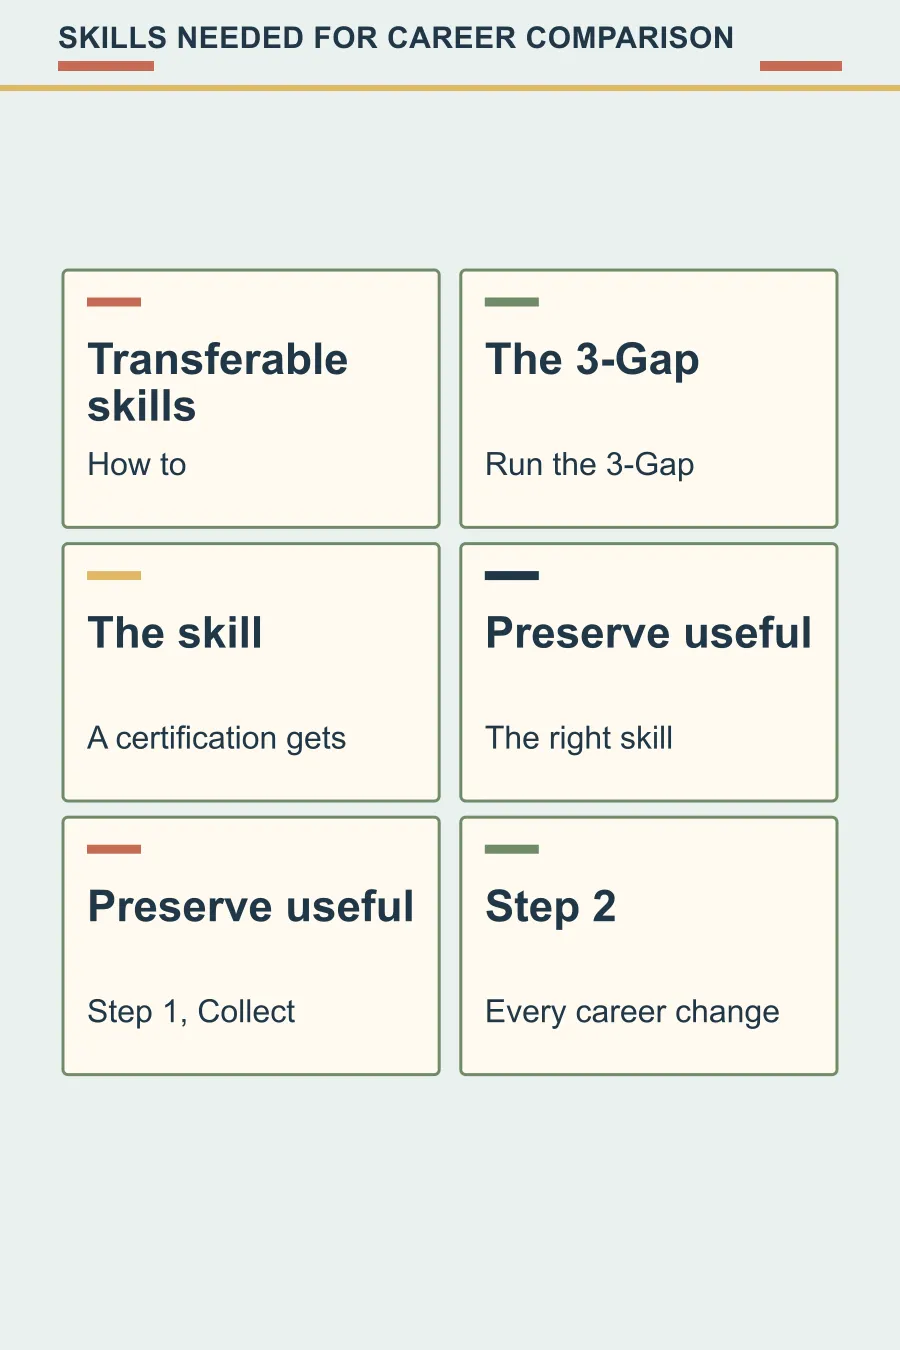 SKILLS NEEDED FOR CAREER COMPARISON
Transferable
skills
How to
The 3-Gap
Run the 3-Gap
The skill
A certification gets
Preserve useful
The right skill
Preserve useful
Step 1, Collect
Step 2
Every career change